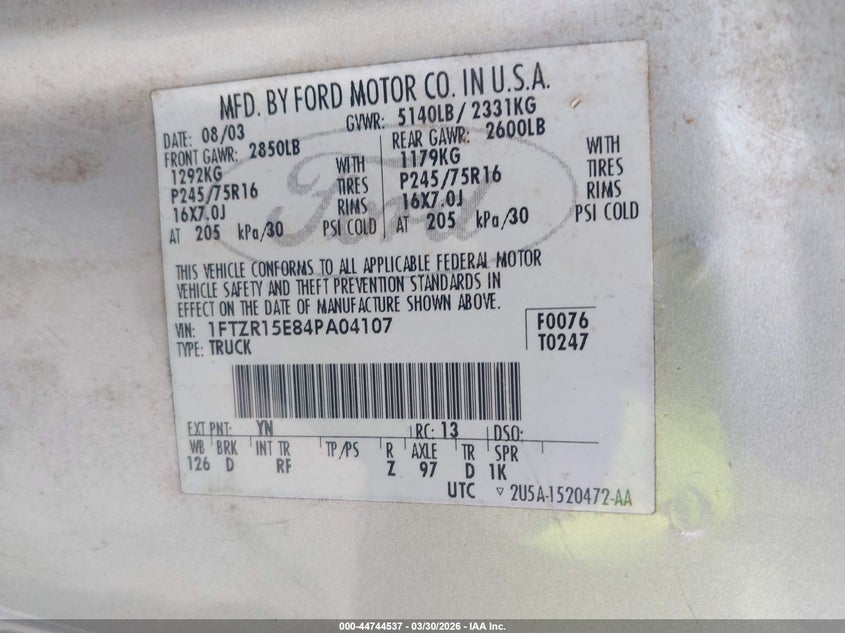 MFD. BY FORD MOTOR CO. IN U.S.A.
DATE: 08/03 GVWR: 5140LB/ 2331KG
FRONT GAWR: 2850LB REAR GAWR: 2600LB
1292KG WITH 1179KG WITH
P245/75R16 TIRES P245/75R16 TIRES
16X7.0J RIMS 16X7.0J RIMS
AT 205 kPa/30 PSI COLD AT 205 kPa/30 PSI COLD
Ford
THIS VEHICLE CONFORMS TO ALL APPLICABLE FEDERAL MOTOR
VEHICLE SAFETY AND THEFT PREVENTION STANDARDS IN
EFFECT ON THE DATE OF MANUFACTURE SHOWN ABOVE.
VIN: 1FTZR15E84PA04107 F0076
TYPE: TRUCK T0247
EXT PNT: YN RC: 13 DSO:
WB BRK INT TR TP/PS R AXLE TR SPR
126 D RF Z 97 D 1K
UTC ▽ 2U5A-1520472-AA
000-44744537 - 03/30/2026 - IAA Inc.